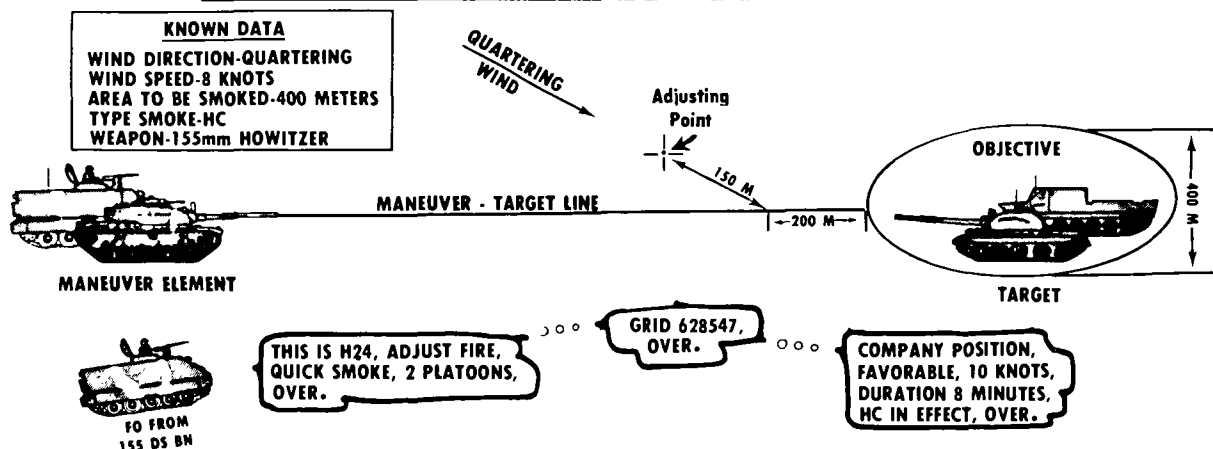 KNOWN DATA
WIND DIRECTION-QUARTERING
WIND SPEED-8 KNOTS
AREA TO BE SMOKED-400 METERS
TYPE SMOKE-HC
WEAPON-155mm HOWITZER
QUARTERING
WIND
Adjusting
Point
150 M
OBJECTIVE
400 M
MANEUVER - TARGET LINE
200 M
MANEUVER ELEMENT
TARGET
THIS IS H24, ADJUST FIRE,
QUICK SMOKE, 2 PLATOONS,
OVER.
GRID 628547,
OVER.
COMPANY POSITION,
FAVORABLE, 10 KNOTS,
DURATION 8 MINUTES,
HC IN EFFECT, OVER.
FO FROM
155 DS BN